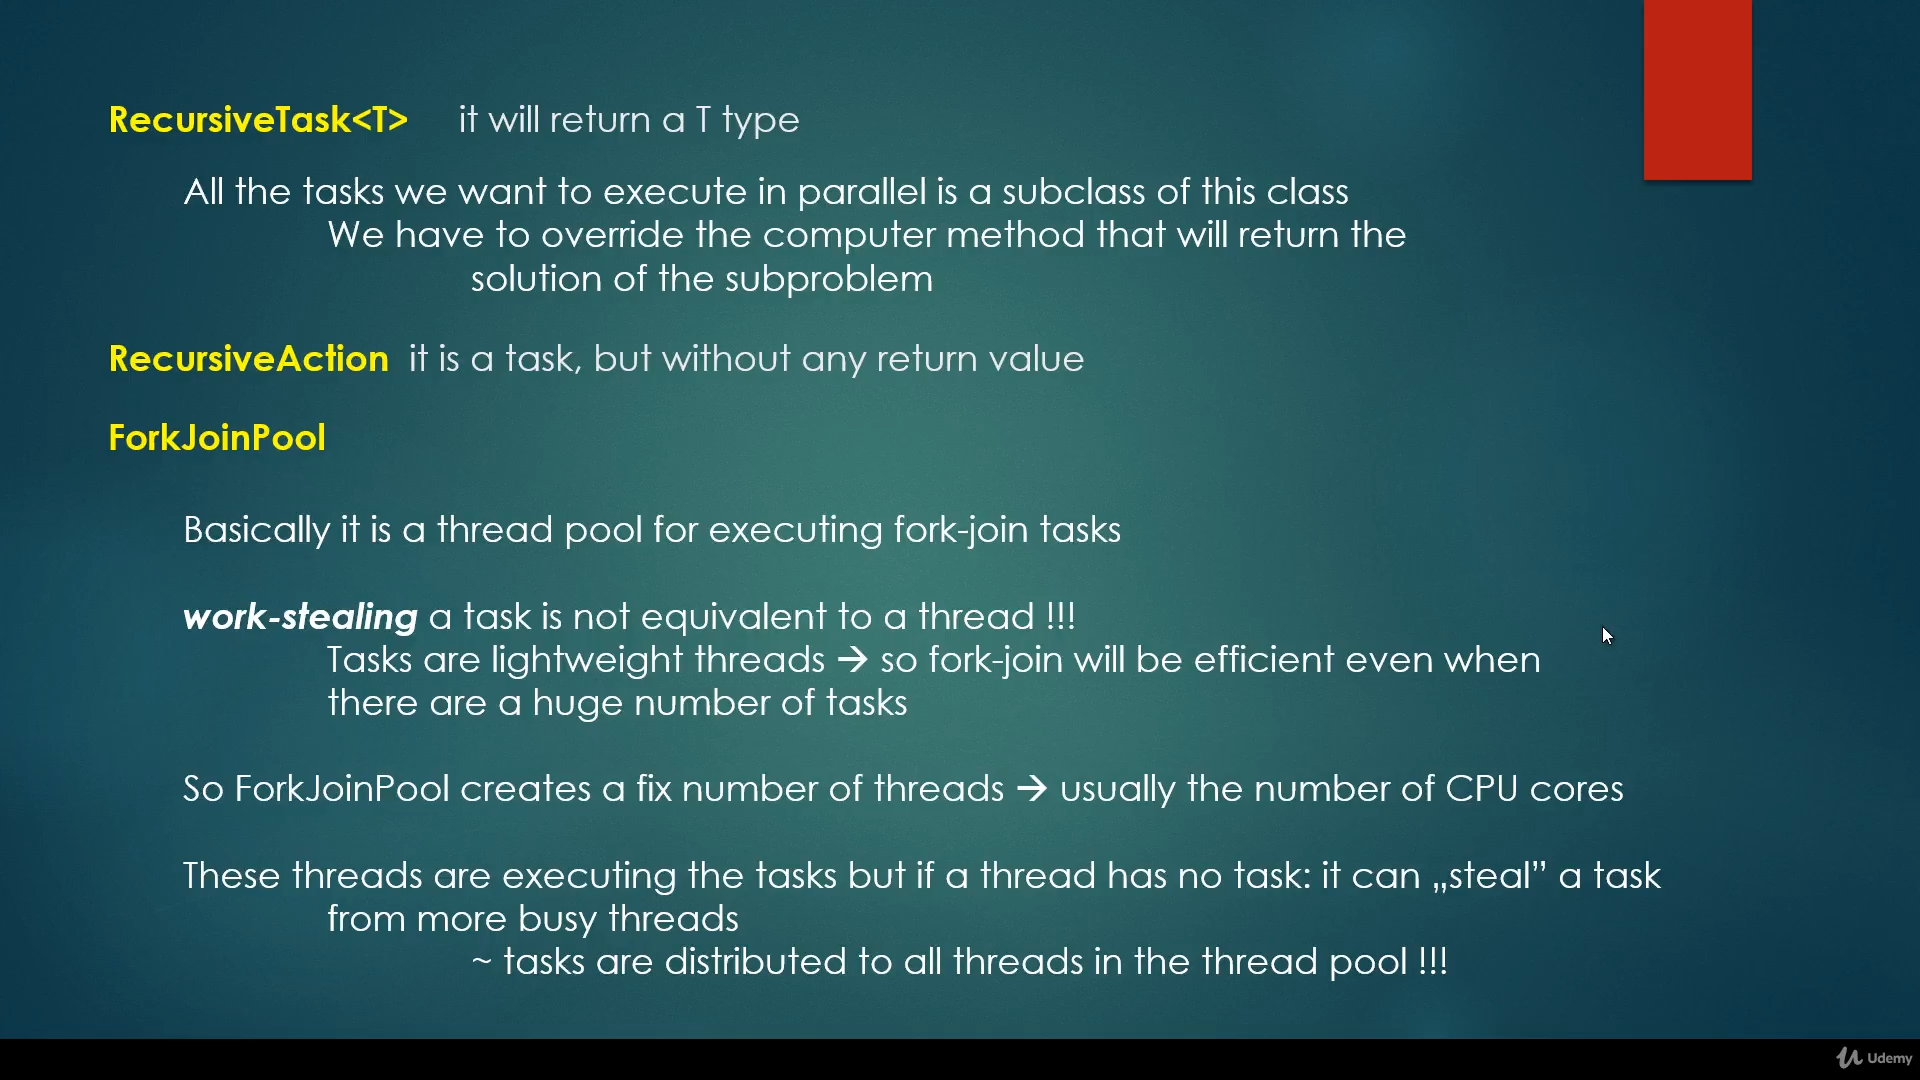 RecursiveTask<T> it will return a T type
All the tasks we want to execute in parallel is a subclass of this class
We have to override the computer method that will return the
solution of the subproblem
RecursiveAction it is a task, but without any return value
ForkJoinPool
Basically it is a thread pool for executing fork-join tasks
work-stealing a task is not equivalent to a thread !!!
Tasks are lightweight threads → so fork-join will be efficient even when
there are a huge number of tasks
So ForkJoinPool creates a fix number of threads → usually the number of CPU cores
These threads are executing the tasks but if a thread has no task: it can „steal” a task
from more busy threads
~ tasks are distributed to all threads in the thread pool !!!
Udemy